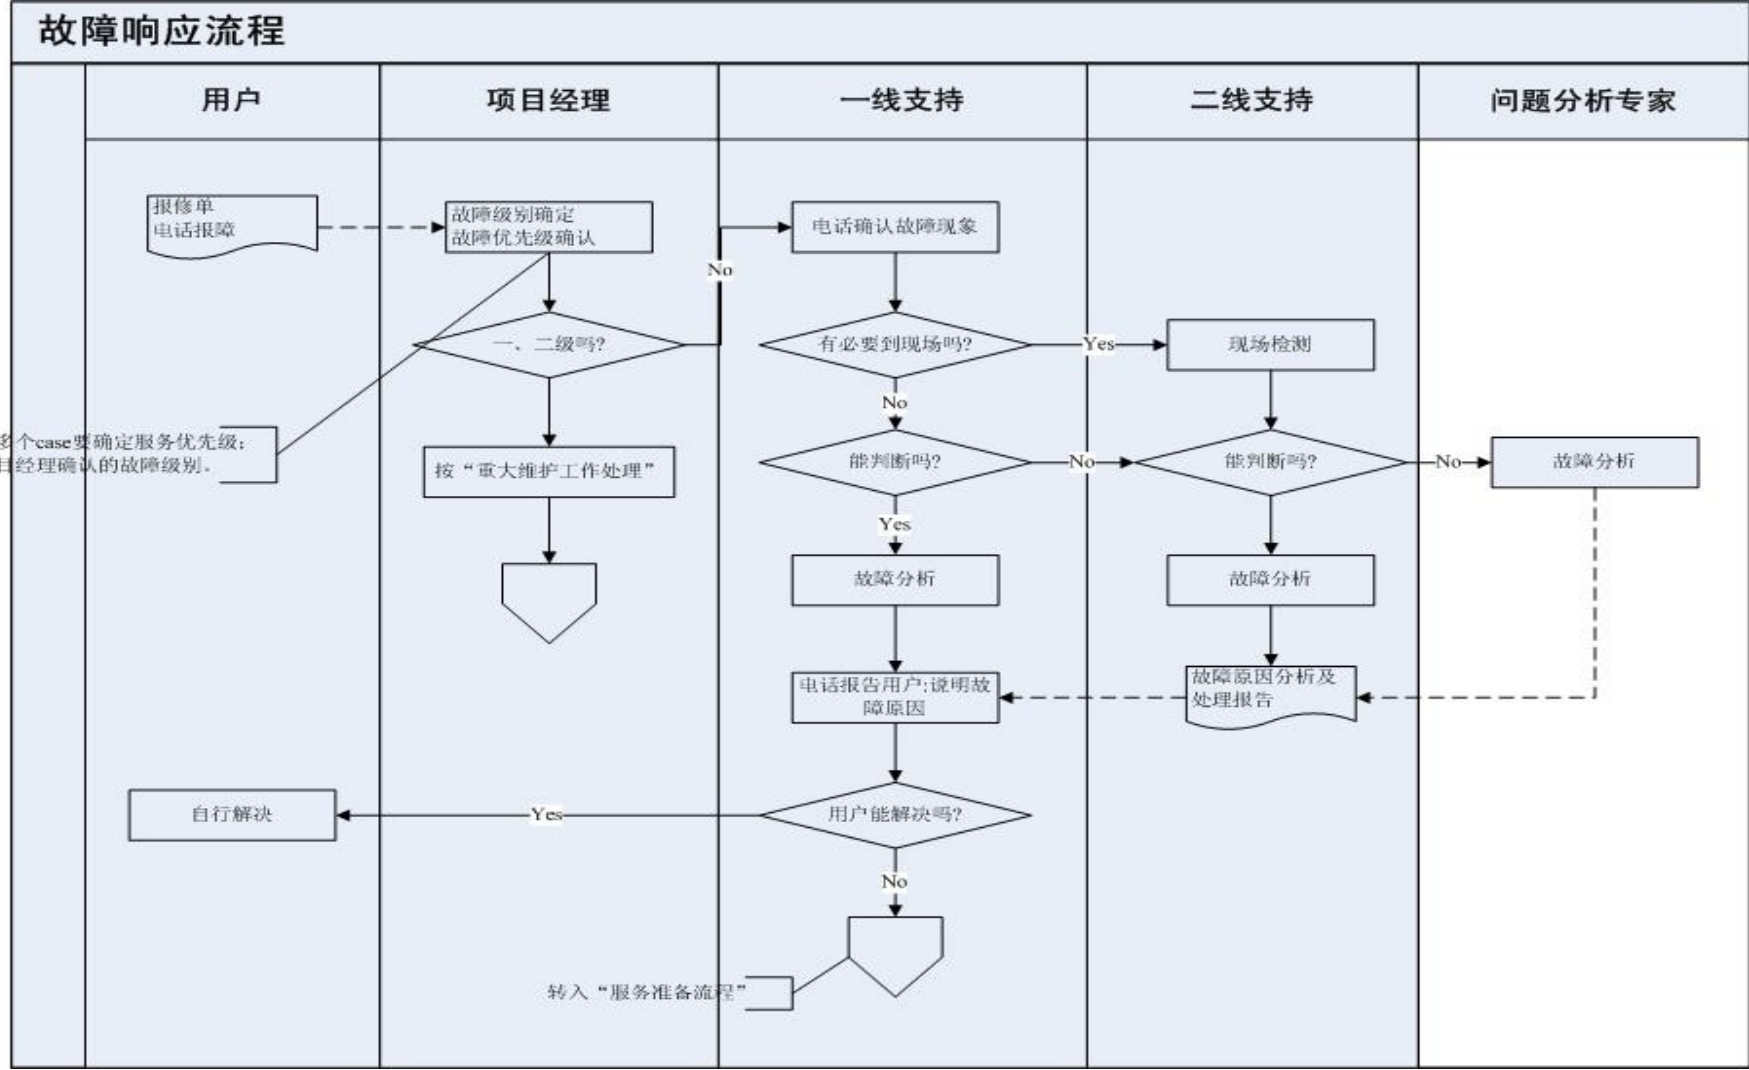 故障响应流程
用户
项目经理
一线支持
二线支持
问题分析专家
报修单
电话报障
故障级别确定
故障优先级确认
No
电话确认故障现象
一、二级吗?
有必要到现场吗?
Yes
现场检测
No
个case要确定服务优先级;
经理确认的故障级别。
按“重大维护工作处理”
能判断吗?
No
能判断吗?
No
故障分析
Yes
故障分析
故障分析
电话报告用户;说明故
障原因
故障原因分析及
处理报告
自行解决
Yes
用户能解决吗?
No
转入“服务准备流程”